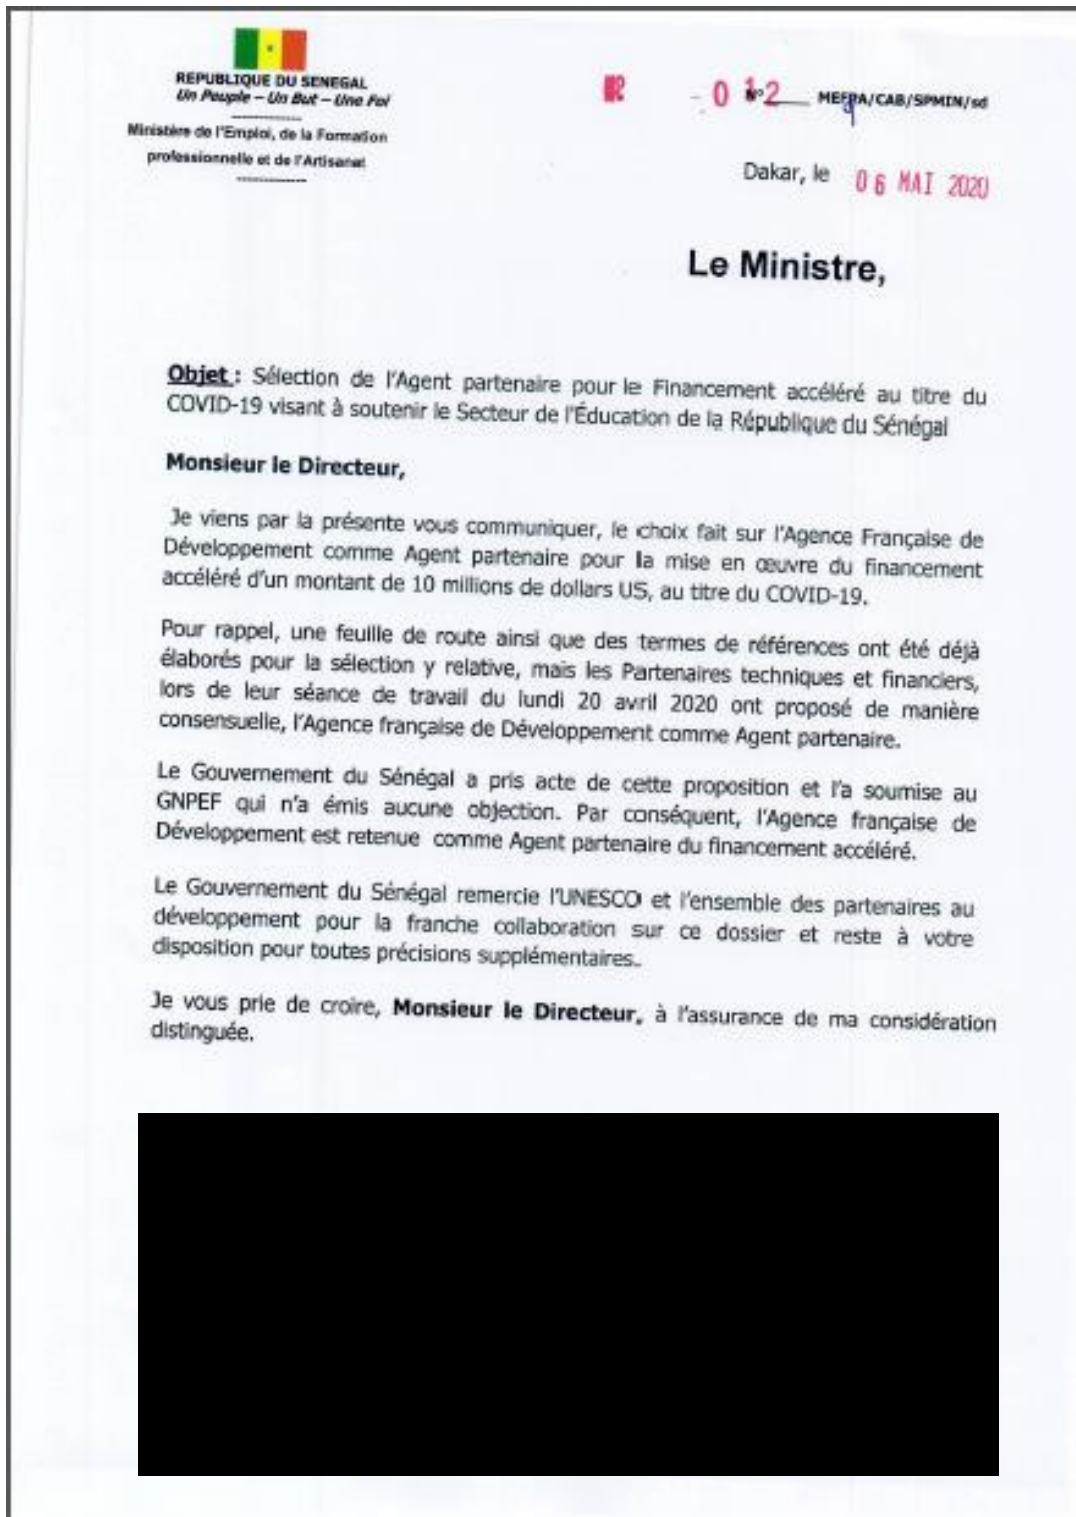 REPUBLIQUE DU SENEGAL
Un Peuple – Un But – Une Foi
Ministère de l'Emploi, de la Formation
professionnelle et de l'Artisanat
- 0 12 N° MEFPA/CAB/SPMIN/sd
Dakar, le 06 MAI 2020
Le Ministre,
Objet : Sélection de l'Agent partenaire pour le Financement accéléré au titre du
COVID-19 visant à soutenir le Secteur de l'Éducation de la République du Sénégal
Monsieur le Directeur,
Je viens par la présente vous communiquer, le choix fait sur l'Agence Française de
Développement comme Agent partenaire pour la mise en œuvre du financement
accéléré d'un montant de 10 millions de dollars US, au titre du COVID-19.
Pour rappel, une feuille de route ainsi que des termes de références ont été déjà
élaborés pour la sélection y relative, mais les Partenaires techniques et financiers,
lors de leur séance de travail du lundi 20 avril 2020 ont proposé de manière
consensuelle, l'Agence française de Développement comme Agent partenaire.
Le Gouvernement du Sénégal a pris acte de cette proposition et l'a soumise au
GNPEF qui n'a émis aucune objection. Par conséquent, l'Agence française de
Développement est retenue comme Agent partenaire du financement accéléré.
Le Gouvernement du Sénégal remercie l'UNESCO et l'ensemble des partenaires au
développement pour la franche collaboration sur ce dossier et reste à votre
disposition pour toutes précisions supplémentaires.
Je vous prie de croire, Monsieur le Directeur, à l'assurance de ma considération
distinguée.